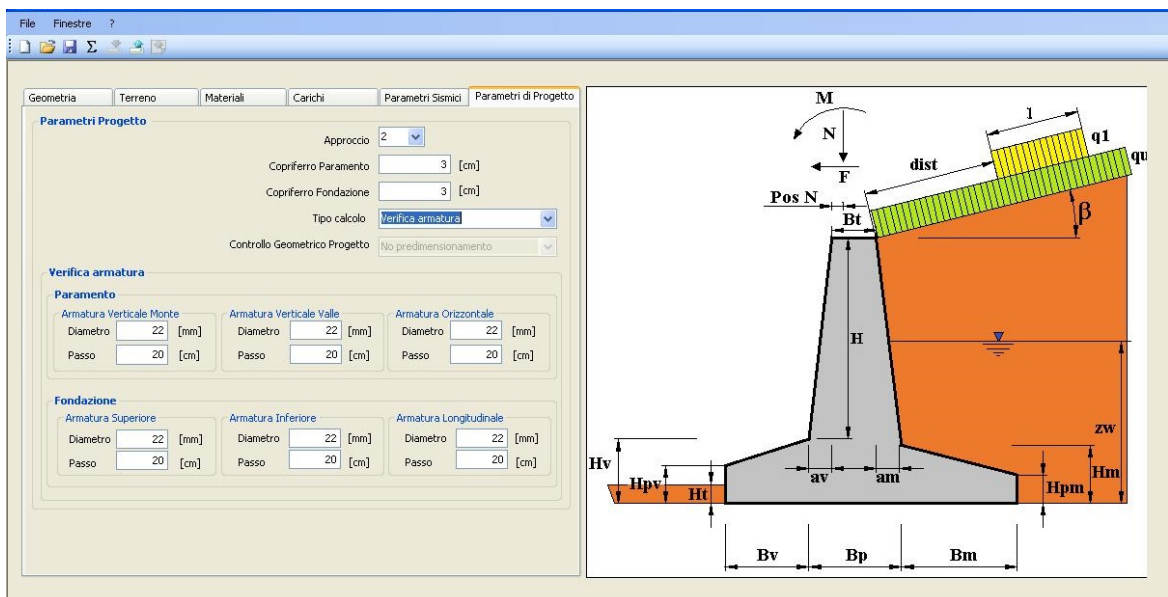 File Finestre ?
Σ
Geometria Terreno Materiali Carichi Parametri Sismici Parametri di Progetto
Parametri Progetto
Approccio 2
Copriferro Paramento 3 [cm]
Copriferro Fondazione 3 [cm]
Tipo calcolo Verifica armatura
Controllo Geometrico Progetto No predimensionamento
Verifica armatura
Paramento
Armatura Verticale Monte Armatura Verticale Valle Armatura Orizzontale
Diametro 22 [mm] Diametro 22 [mm] Diametro 22 [mm]
Passo 20 [cm] Passo 20 [cm] Passo 20 [cm]
Fondazione
Armatura Superiore Armatura Inferiore Armatura Longitudinale
Diametro 22 [mm] Diametro 22 [mm] Diametro 22 [mm]
Passo 20 [cm] Passo 20 [cm] Passo 20 [cm]
M
N
F
Pos N
Bt
dist
l
q1
qu
β
H
zw
Hv
Hpv
Ht
av
am
Hpm
Hm
Bv Bp Bm